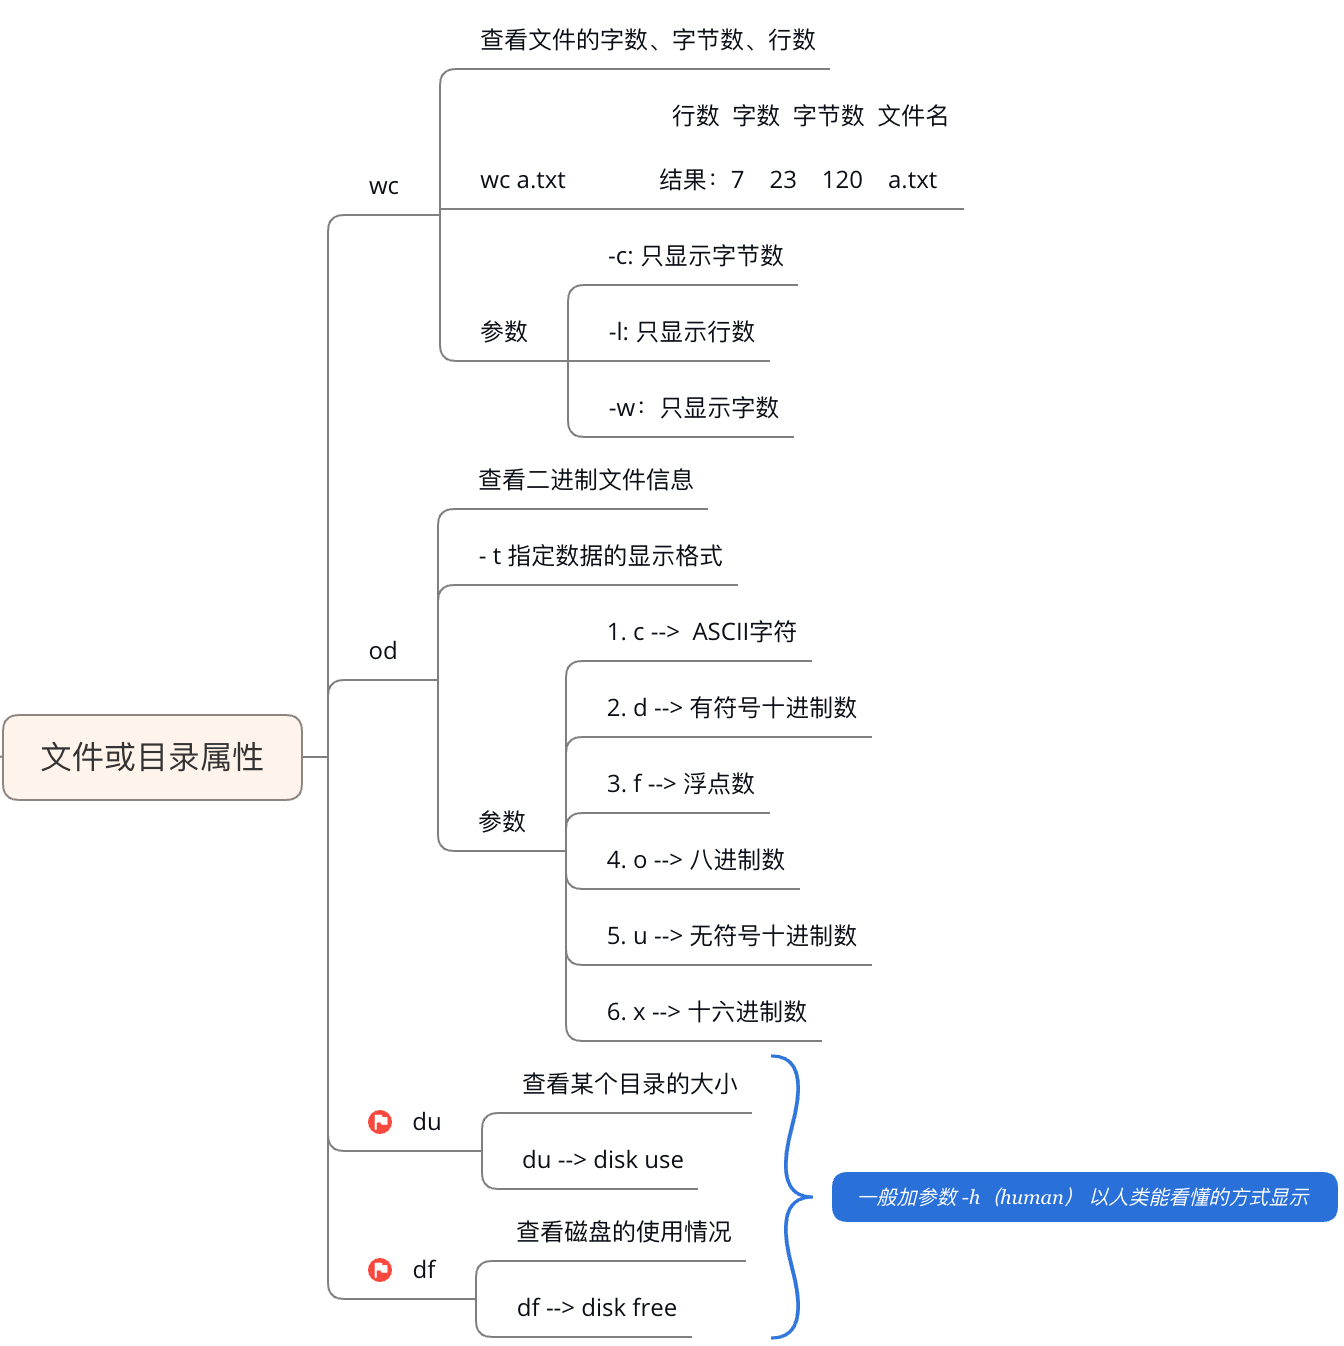 查看文件的字数、字节数、行数
行数 字数 字节数 文件名
wc a.txt 结果：7 23 120 a.txt
wc
-c: 只显示字节数
参数
-l: 只显示行数
-w：只显示字数
查看二进制文件信息
- t 指定数据的显示格式
od
1. c --> ASCII字符
2. d --> 有符号十进制数
3. f --> 浮点数
参数
4. o --> 八进制数
5. u --> 无符号十进制数
6. x --> 十六进制数
文件或目录属性
查看某个目录的大小
du
du --> disk use
一般加参数 -h（human） 以人类能看懂的方式显示
查看磁盘的使用情况
df
df --> disk free